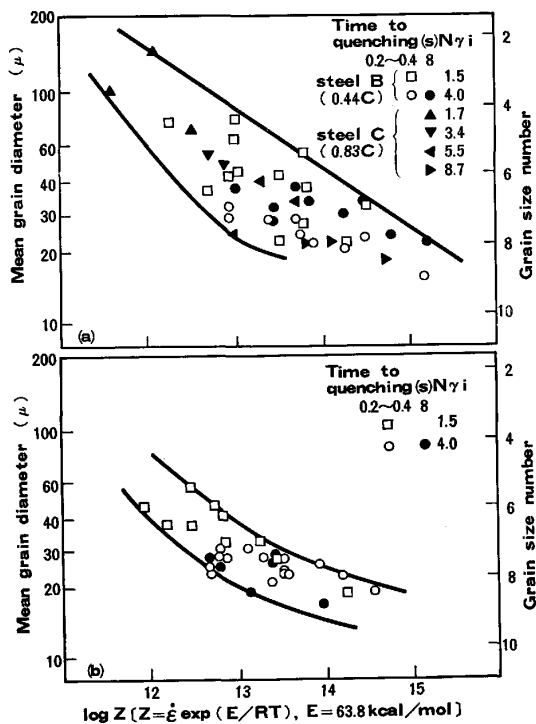 Time to
quenching (s) Nγi
0.2~0.4 8
steel B
(0.44C)
□ 1.5
○ ● 4.0
steel C
(0.83C)
▲ 1.7
▼ 3.4
◀ 5.5
▶ 8.7
Mean grain diameter (μ)
200
100
60
40
30
20
10
Grain size number
2
4
6
8
10
(a)
Time to
quenching (s) Nγi
0.2~0.4 8
□ 1.5
○ ● 4.0
Mean grain diameter (μ)
200
100
60
40
30
20
10
Grain size number
2
4
6
8
10
(b)
12 13 14 15
log Z [Z=ε̇ exp (E/RT), E=63.8kcal/mol]